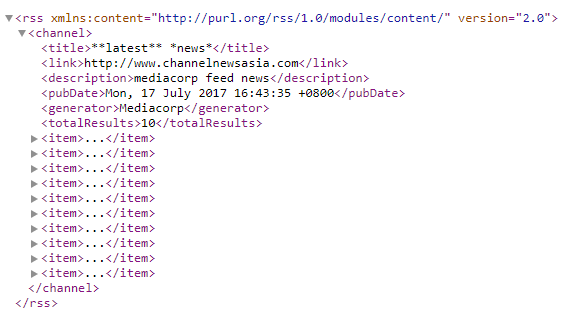 <rss xmlns:content="http://purl.org/rss/1.0/modules/content/" version="2.0">
<channel>
<title>**latest** *news*</title>
<link>http://www.channelnewsasia.com</link>
<description>mediacorp feed news</description>
<pubDate>Mon, 17 July 2017 16:43:35 +0800</pubDate>
<generator>Mediacorp</generator>
<totalResults>10</totalResults>
<item>...</item>
<item>...</item>
<item>...</item>
<item>...</item>
<item>...</item>
<item>...</item>
<item>...</item>
<item>...</item>
<item>...</item>
<item>...</item>
</channel>
</rss>